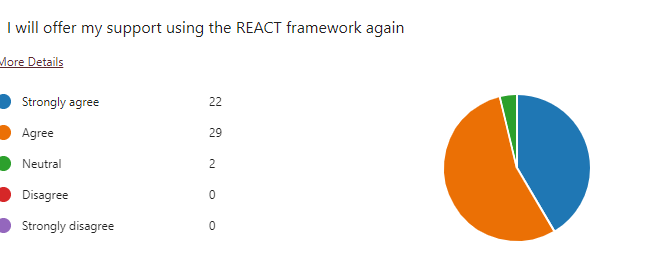 I will offer my support using the REACT framework again
More Details
Strongly agree 22
Agree 29
Neutral 2
Disagree 0
Strongly disagree 0